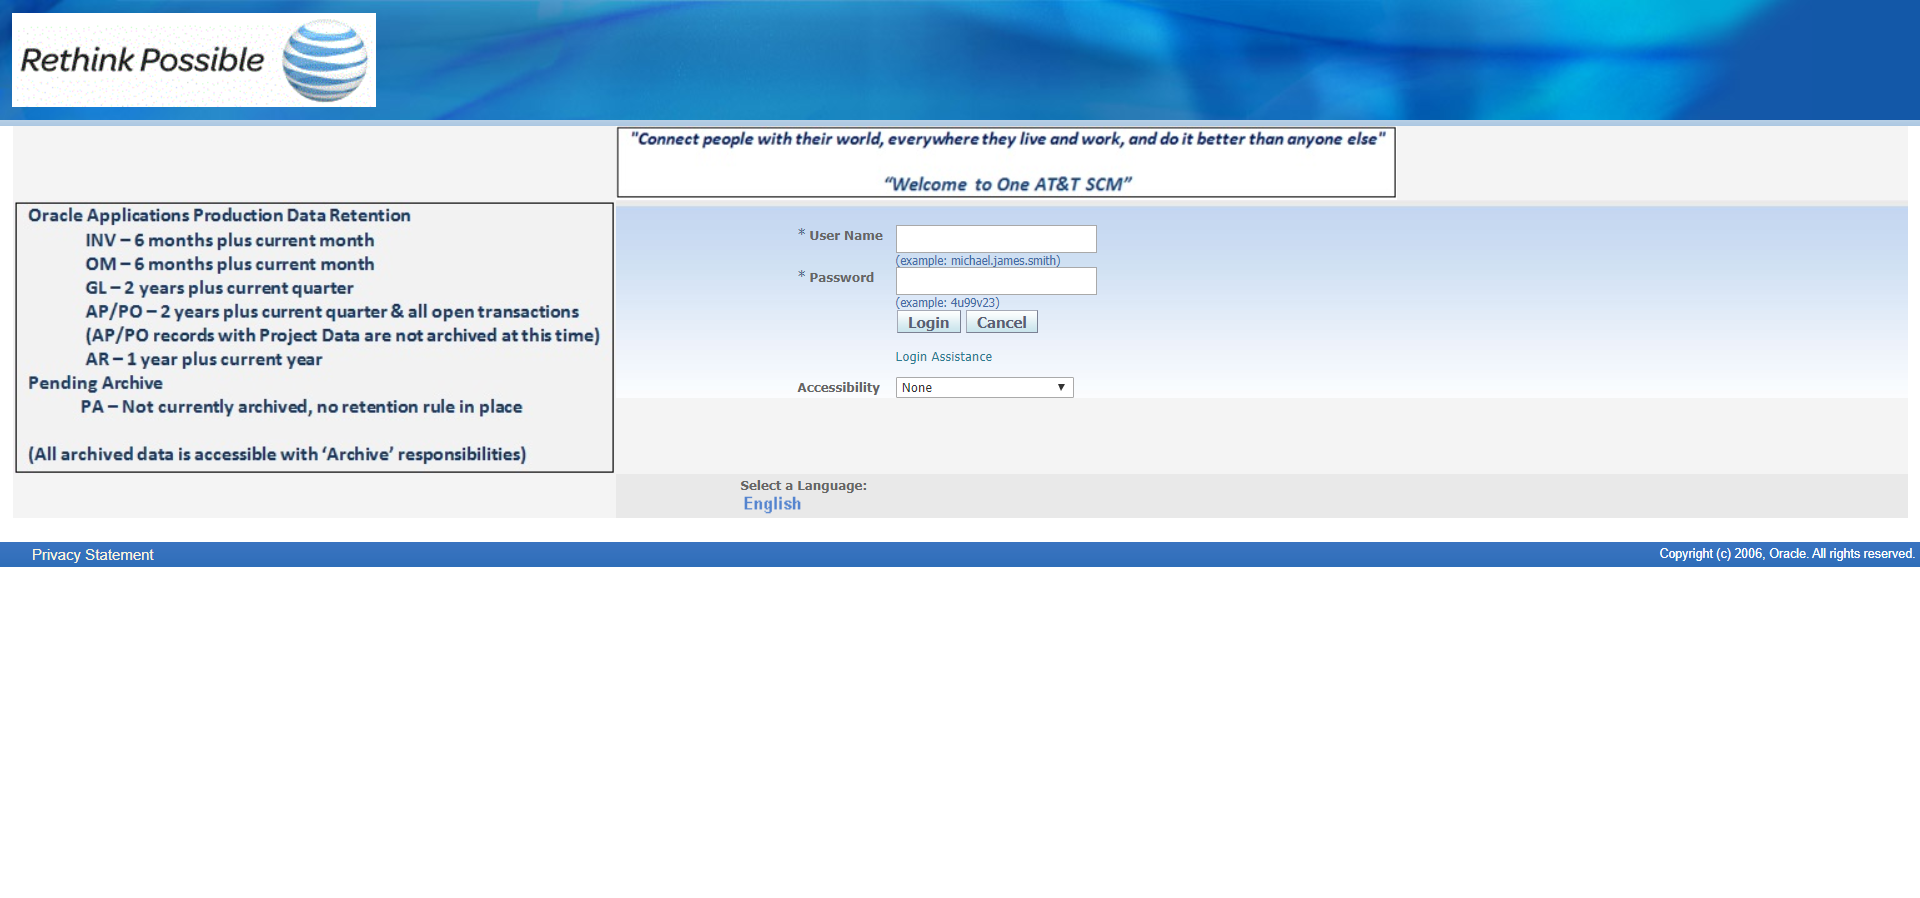 Rethink Possible
"Connect people with their world, everywhere they live and work, and do it better than anyone else"
“Welcome to One AT&T SCM”
Oracle Applications Production Data Retention
INV – 6 months plus current month
OM – 6 months plus current month
GL – 2 years plus current quarter
AP/PO – 2 years plus current quarter & all open transactions
(AP/PO records with Project Data are not archived at this time)
AR – 1 year plus current year
Pending Archive
PA – Not currently archived, no retention rule in place
(All archived data is accessible with ‘Archive’ responsibilities)
* User Name
(example: michael.james.smith)
* Password
(example: 4u99v23)
Login Cancel
Login Assistance
Accessibility None
Select a Language:
English
Privacy Statement
Copyright (c) 2006, Oracle. All rights reserved.